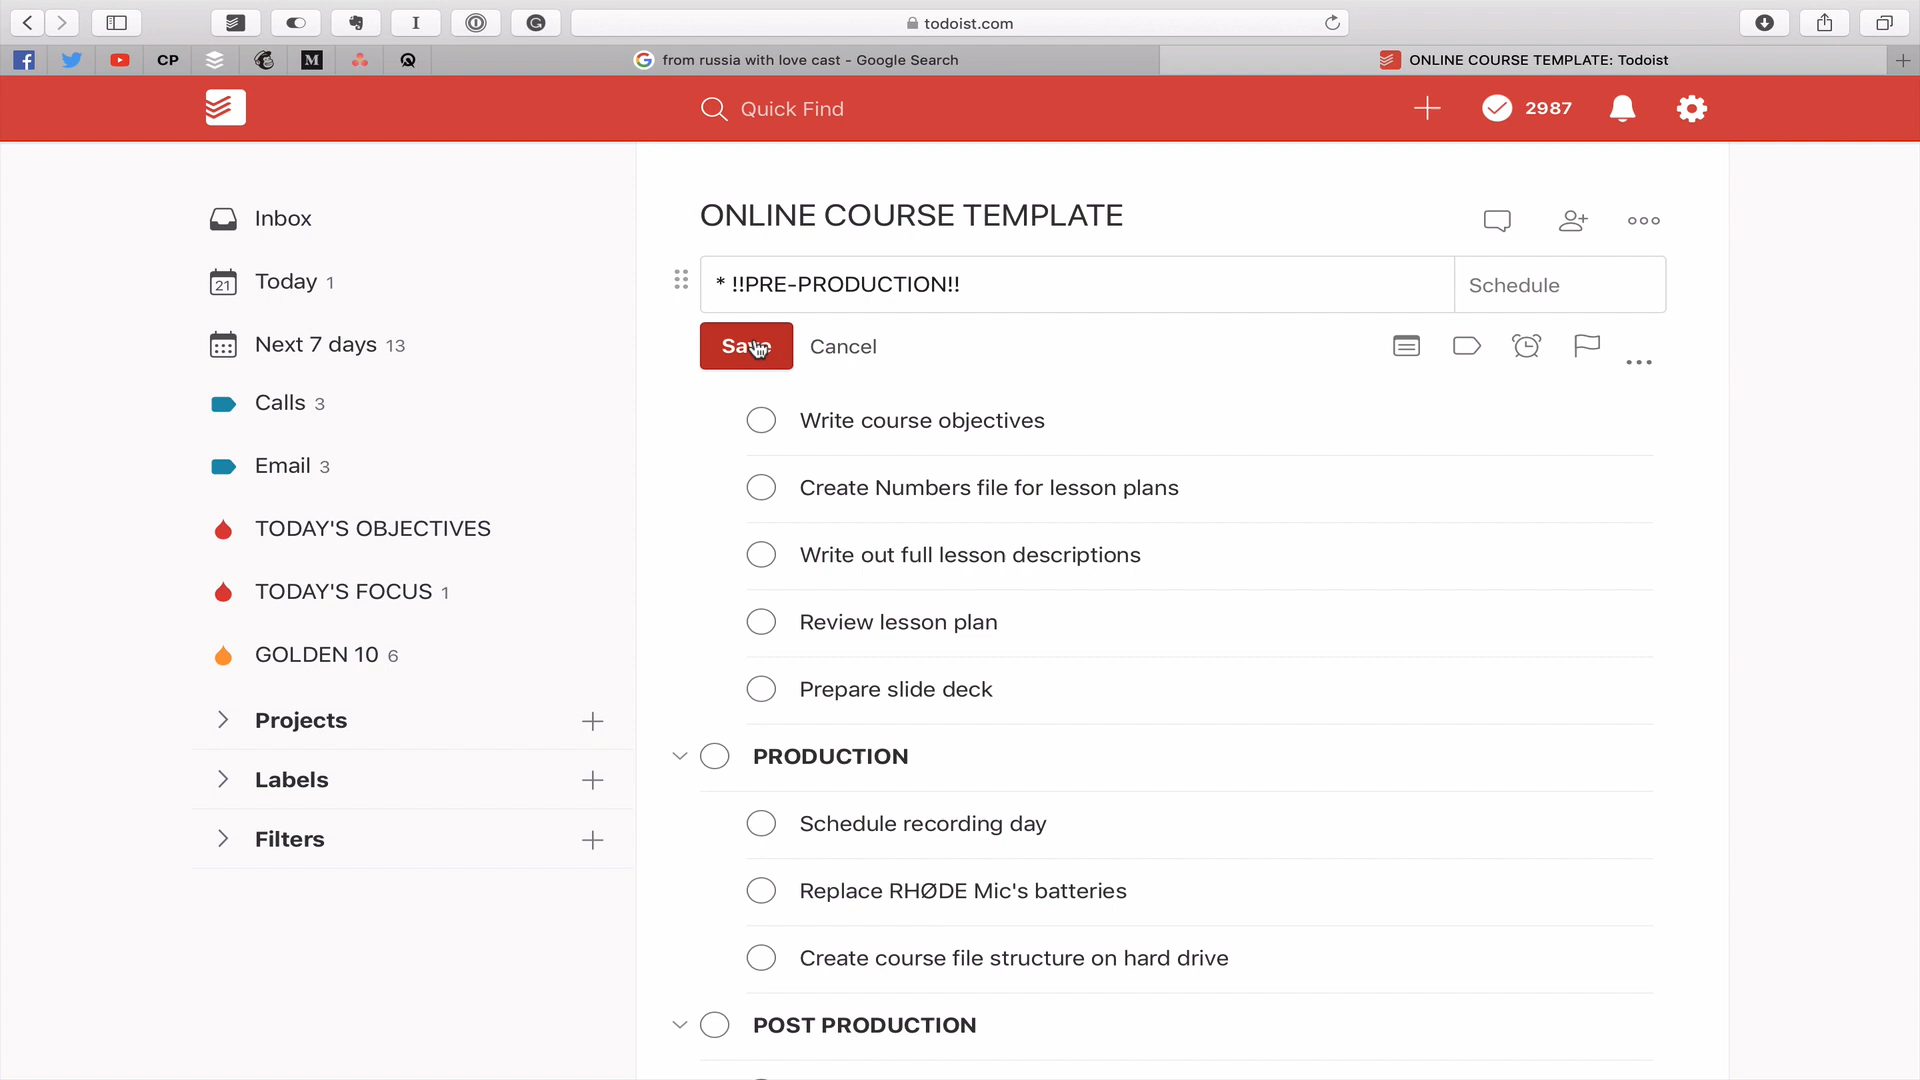 todoist.com
CP
M
from russia with love cast - Google Search
ONLINE COURSE TEMPLATE: Todoist
Quick Find
2987
Inbox
21
Today 1
Next 7 days 13
Calls 3
Email 3
TODAY'S OBJECTIVES
TODAY'S FOCUS 1
GOLDEN 10 6
Projects
Labels
Filters
ONLINE COURSE TEMPLATE
* !!PRE-PRODUCTION!!
Schedule
Save
Cancel
Write course objectives
Create Numbers file for lesson plans
Write out full lesson descriptions
Review lesson plan
Prepare slide deck
PRODUCTION
Schedule recording day
Replace RHØDE Mic's batteries
Create course file structure on hard drive
POST PRODUCTION